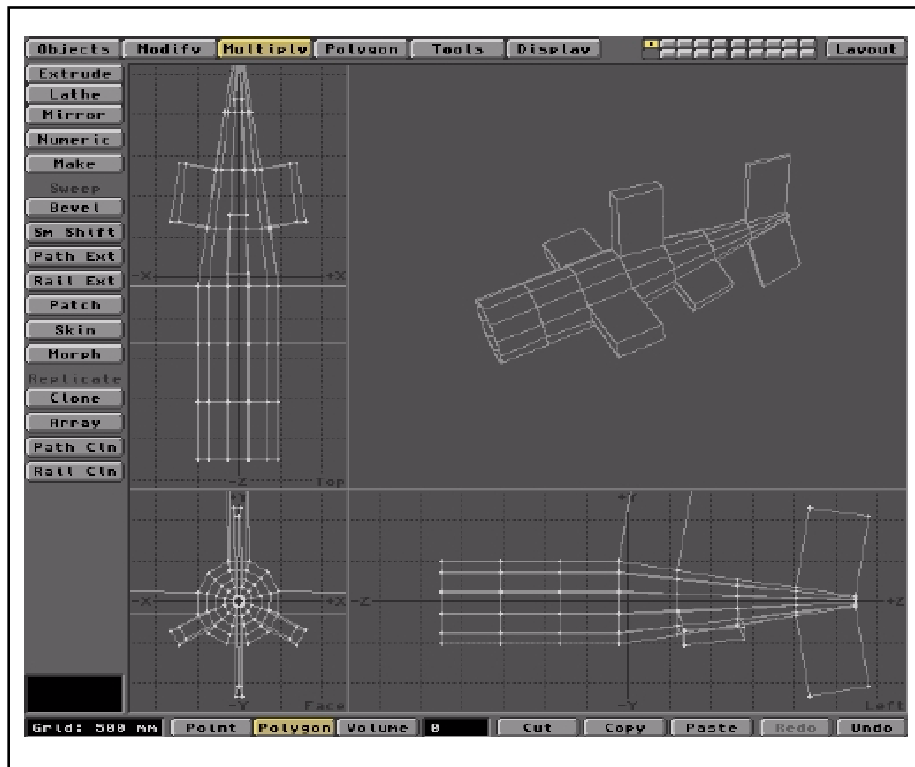 Objects Modify Multiply Polygon Tools Display Layout
Extrude
Lathe
Mirror
Numeric
Make
Sweep
Bevel
Sm Shift
Path Ext
Rail Ext
Patch
Skin
Morph
Replicate
Clone
Array
Path Cln
Rail Cln
-X +X
-Z Top
+Y
-X +X
-Y Face
+Y
-Z +Z
-Y Left
Grid: 500 mm Point Polygon Volume 0 Cut Copy Paste Redo Undo